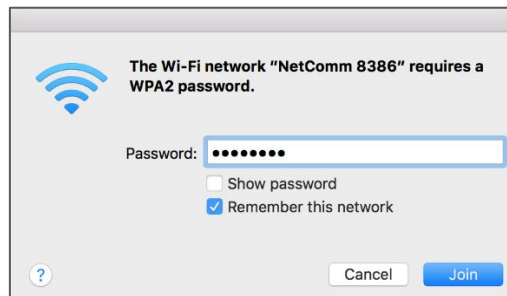 The Wi-Fi network “NetComm 8386” requires a
WPA2 password.
Password: ••••••••
Show password
Remember this network
? Cancel Join